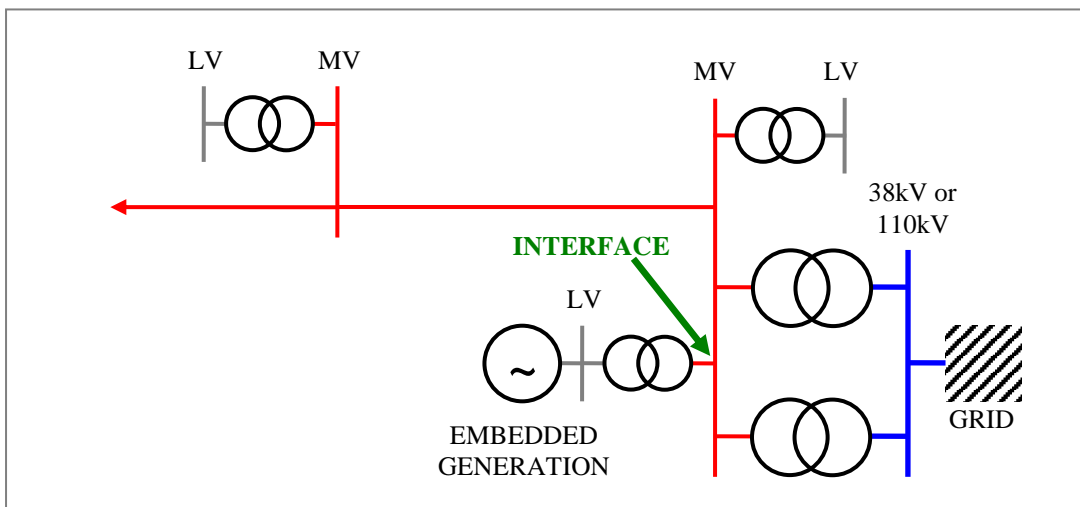 LV
MV
MV
LV
38kV or
110kV
INTERFACE
LV
~
EMBEDDED
GENERATION
GRID